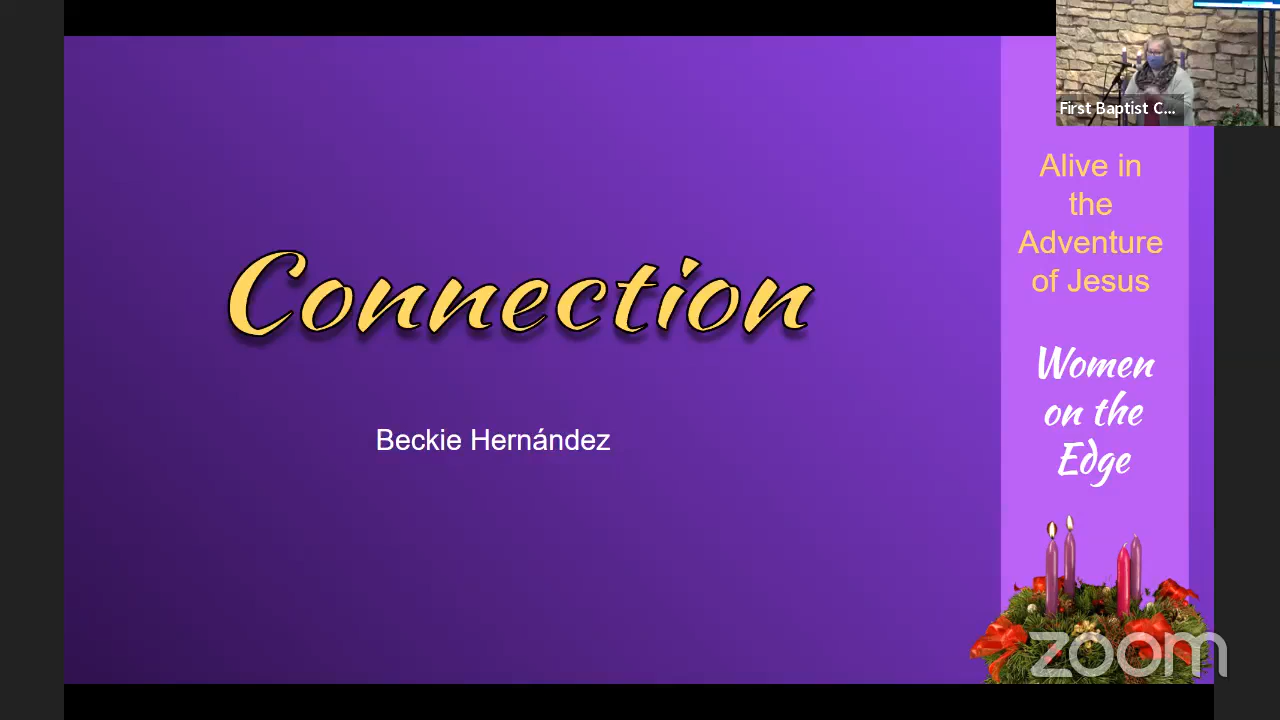 First Baptist C...
Alive in
the
Adventure
of Jesus
Connection
Women
on the
Edge
Beckie Hernández
zoom